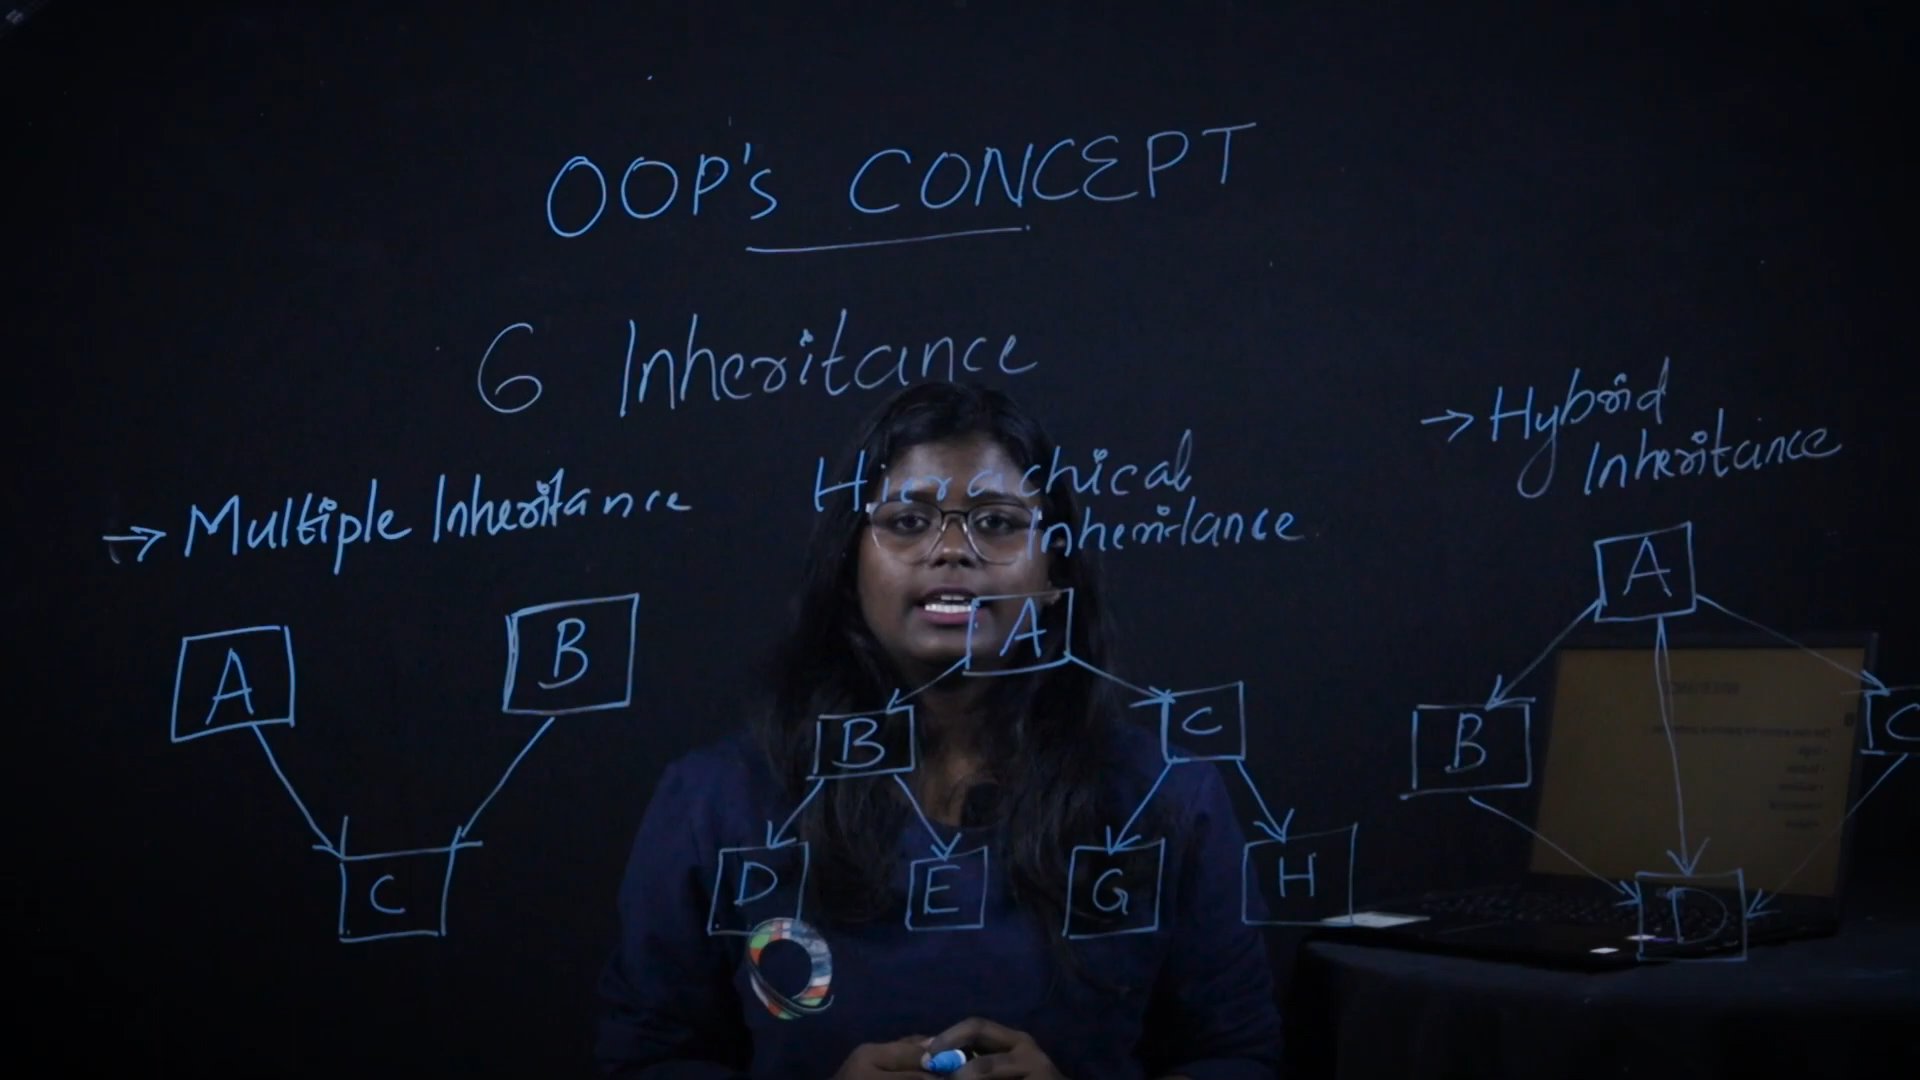 OOP's CONCEPT
6 Inheritance
→ Multiple Inheritance
A B
C
Hierachical
Inheritance
A
B C
D E G H
→ Hybrid
Inheritance
A
B C
D